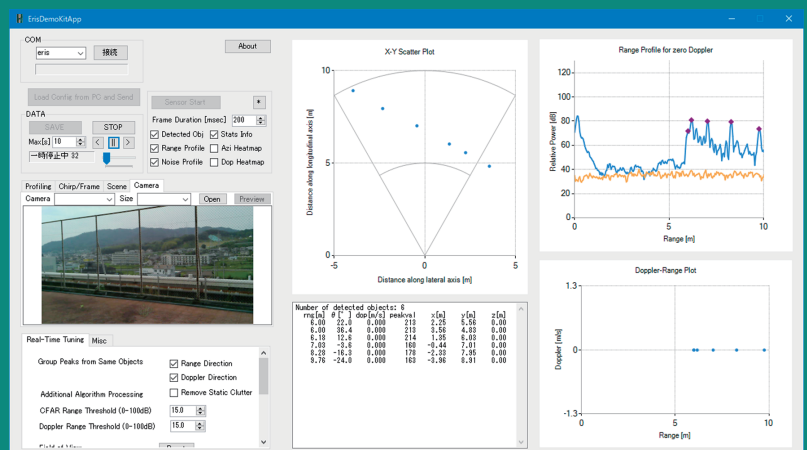 ErisDemoKitApp
COM
eris 接続
About
Load Config from PC and Send
DATA
SAVE STOP
Max[s] 10 < > 
一時停止中 32
Sensor Start *
Frame Duration [msec] 200
Detected Obj Stats Info
Range Profile Azi Heatmap
Noise Profile Dop Heatmap
Profiling Chirp/Frame Scene Camera
Camera Size Open Preview
Real-Time Tuning Misc
Group Peaks from Same Objects Range Direction
Doppler Direction
Additional Algorithm Processing Remove Static Clutter
CFAR Range Threshold (0-100dB) 15.0
Doppler Range Threshold (0-100dB) 15.0
X-Y Scatter Plot
Distance along longitudinal axis [m]
10
5
0
-5 0 5
Distance along lateral axis [m]
Number of detected objects: 6
rng[m] θ[°] dop[m/s] peakval x[m] y[m] z[m]
6.00 22.0 0.000 213 2.25 5.56 0.00
6.00 36.4 0.000 213 3.56 4.83 0.00
6.18 12.6 0.000 214 1.35 6.03 0.00
7.03 -3.6 0.000 160 -0.44 7.01 0.00
8.28 -16.3 0.000 178 -2.33 7.95 0.00
9.76 -24.0 0.000 163 -3.96 8.91 0.00
Range Profile for zero Doppler
Relative Power [dB]
120
100
80
60
40
20
0
0 5 10
Range [m]
Doppler-Range Plot
Doppler [m/s]
1.3
0
-1.3
0 5 10
Range [m]